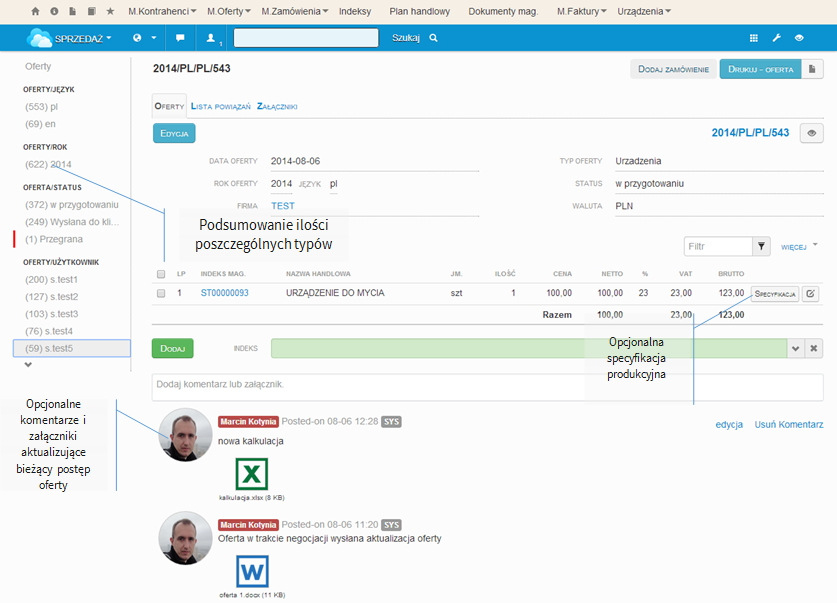 M.Kontrahenci M.Oferty M.Zamówienia Indeksy Plan handlowy Dokumenty mag. M.Faktury Urządzenia
SPRZEDAŻ 1 Szukaj
Oferty
OFERTY/JĘZYK
(553) pl
(69) en
OFERTY/ROK
(622) 2014
OFERTA/STATUS
(372) w przygotowaniu
(249) Wysłana do kli...
(1) Przegrana
OFERTY/UŻYTKOWNIK
(200) s.test1
(127) s.test2
(103) s.test3
(76) s.test4
(59) s.test5
2014/PL/PL/543
DODAJ ZAMÓWIENIE DRUKUJ - OFERTA
OFERTY LISTA POWIĄZAŃ ZAŁĄCZNIKI
EDYCJA 2014/PL/PL/543
DATA OFERTY 2014-08-06 TYP OFERTY Urzadzenia
ROK OFERTY 2014 JĘZYK pl STATUS w przygotowaniu
FIRMA TEST WALUTA PLN
Podsumowanie ilości
poszczególnych typów
Filtr WIĘCEJ
LP INDEKS MAG. NAZWA HANDLOWA JM. ILOŚĆ CENA NETTO % VAT BRUTTO
1 ST00000093 URZĄDZENIE DO MYCIA szt 1 100,00 100,00 23 23,00 123,00 SPECYFIKACJA
Razem 100,00 23,00 123,00
DODAJ INDEKS
Opcjonalna
specyfikacja
produkcyjna
Dodaj komentarz lub załącznik.
Opcjonalne
komentarze i
załączniki
aktualizujące
bieżący postęp
oferty
Marcin Kotynia Posted-on 08-06 12:28 SYS edycja Usuń Komentarz
nowa kalkulacja
X
kalkulacja.xlsx (8 KB)
Marcin Kotynia Posted-on 08-06 11:20 SYS
Oferta w trakcie negocjacji wysłana aktualizacja oferty
W
oferta 1.docx (11 KB)